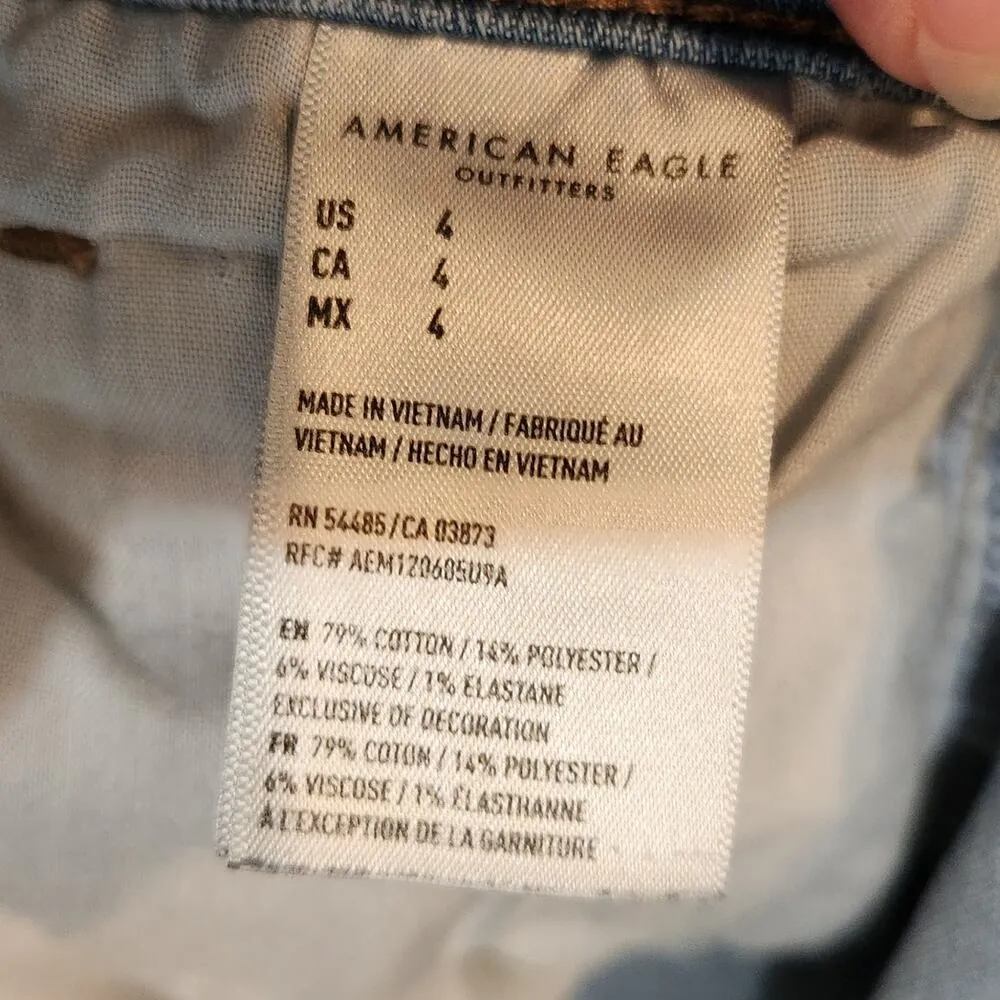 AMERICAN EAGLE
OUTFITTERS
US 4
CA 4
MX 4
MADE IN VIETNAM / FABRIQUÉ AU
VIETNAM / HECHO EN VIETNAM
RN 54485/CA 03873
RFC# AEM120605U9A
EN 79% COTTON / 14% POLYESTER /
6% VISCOSE / 1% ELASTANE
EXCLUSIVE OF DECORATION
FR 79% COTON / 14% POLYESTER /
6% VISCOSE / 1% ÉLASTHANNE
À L'EXCEPTION DE LA GARNITURE